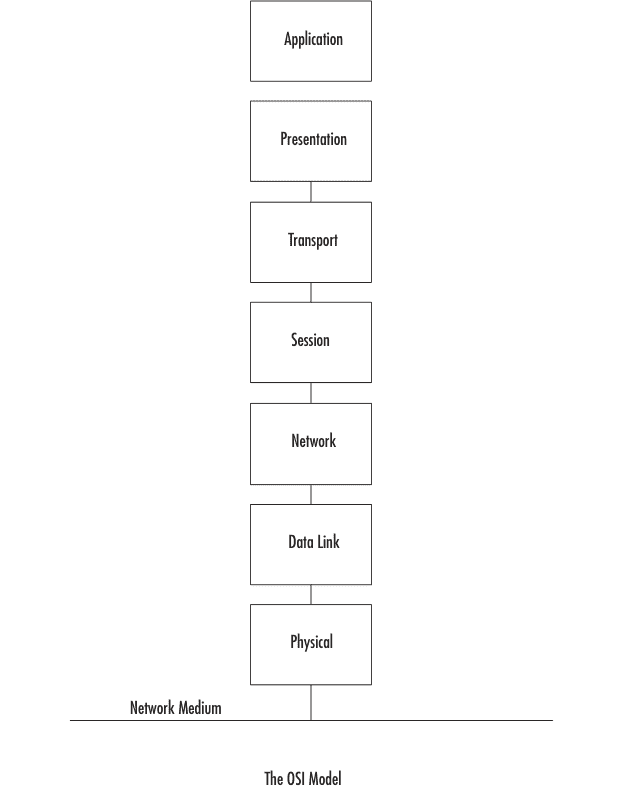 Application
Presentation
Transport
Session
Network
Data Link
Physical
Network Medium
The OSI Model